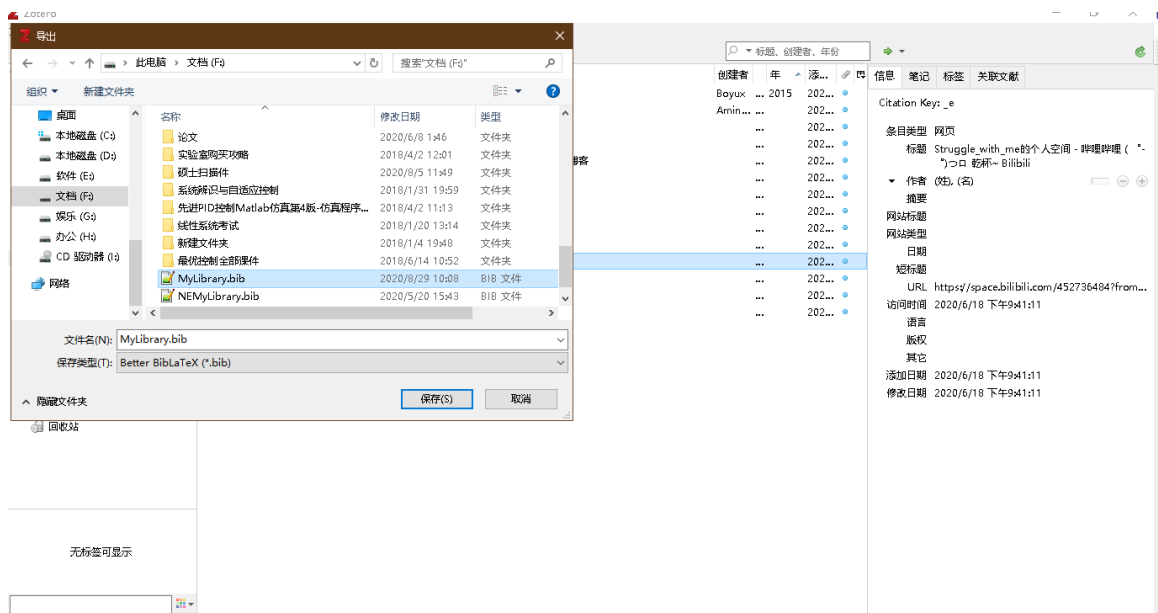 Zotero
导出
此电脑 › 文档 (F:)
搜索"文档 (F:)"
组织
新建文件夹
桌面
本地磁盘 (C:)
本地磁盘 (D:)
软件 (E:)
文档 (F:)
娱乐 (G:)
办公 (H:)
CD 驱动器 (I:)
网络
名称 修改日期 类型
论文 2020/6/8 1:46 文件夹
实验室购买攻略 2018/4/2 12:01 文件夹
硕士扫描件 2020/8/5 11:49 文件夹
系统辨识与自适应控制 2018/1/31 19:59 文件夹
先进PID控制Matlab仿真第4版-仿真程序... 2018/4/2 11:13 文件夹
线性系统考试 2018/1/20 13:14 文件夹
新建文件夹 2018/1/4 19:48 文件夹
最优控制全部课件 2018/6/14 10:52 文件夹
MyLibrary.bib 2020/8/29 10:08 BIB 文件
NEMyLibrary.bib 2020/5/20 15:43 BIB 文件
文件名(N): MyLibrary.bib
保存类型(T): Better BibLaTeX (*.bib)
隐藏文件夹
保存(S)
取消
回收站
无标签可显示
博客
标题、创建者、年份
创建者 年 添...
Boyux ... 2015 202...
Amin... ... 202...
... 202...
... 202...
... 202...
... 202...
... 202...
... 202...
... 202...
... 202...
... 202...
... 202...
... 202...
... 202...
信息 笔记 标签 关联文献
Citation Key: _e
条目类型 网页
标题 Struggle_with_me的个人空间 - 哔哩哔哩 ( ゜-
゜)つロ 乾杯~ Bilibili
作者 (姓), (名)
摘要
网站标题
网站类型
日期
短标题
URL https://space.bilibili.com/452736484?from...
访问时间 2020/6/18 下午9:41:11
语言
版权
其它
添加日期 2020/6/18 下午9:41:11
修改日期 2020/6/18 下午9:41:11